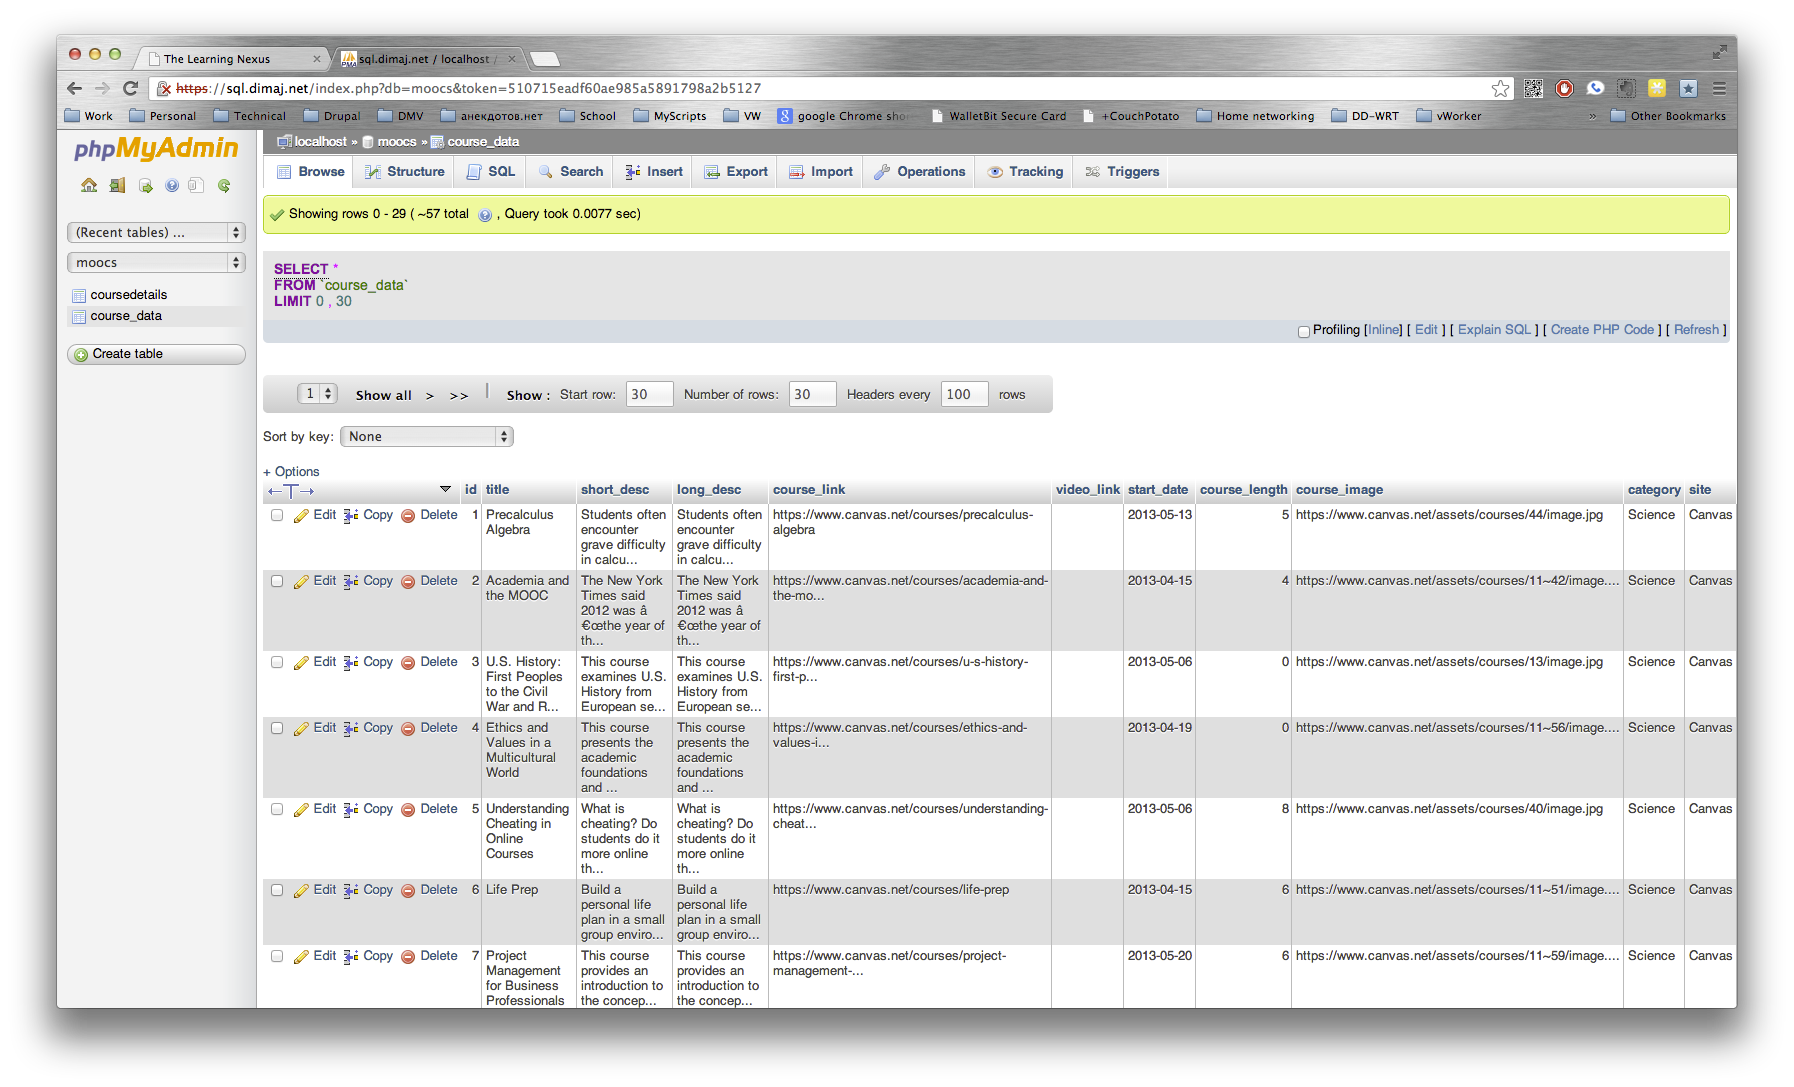 The Learning Nexus
sql.dimaj.net / localhost /
https://sql.dimaj.net/index.php?db=moocs&token=510715eadf60ae985a5891798a2b5127
Work Personal Technical Drupal DMV анекдотов.нет School MyScripts VW google Chrome sho WalletBit Secure Card +CouchPotato Home networking DD-WRT vWorker » Other Bookmarks
phpMyAdmin
(Recent tables) ...
moocs
coursedetails
course_data
Create table
localhost » moocs » course_data
Browse Structure SQL Search Insert Export Import Operations Tracking Triggers
Showing rows 0 - 29 ( ~57 total , Query took 0.0077 sec)
SELECT *
FROM `course_data`
LIMIT 0 , 30
Profiling [Inline] [ Edit ] [ Explain SQL ] [ Create PHP Code ] [ Refresh ]
1 Show all > >> | Show : Start row: 30 Number of rows: 30 Headers every 100 rows
Sort by key: None
+ Options
←T→ id title short_desc long_desc course_link video_link start_date course_length course_image category site
Edit Copy Delete 1 Precalculus Students often Students often https://www.canvas.net/courses/precalculus- 2013-05-13 5 https://www.canvas.net/assets/courses/44/image.jpg Science Canvas
Algebra encounter encounter algebra
grave difficulty grave difficulty
in calcu... in calcu...
Edit Copy Delete 2 Academia and The New York The New York https://www.canvas.net/courses/academia-and- 2013-04-15 4 https://www.canvas.net/assets/courses/11~42/image.... Science Canvas
the MOOC Times said Times said the-mo...
2012 was â 2012 was â
€œthe year of €œthe year of
th... th...
Edit Copy Delete 3 U.S. History: This course This course https://www.canvas.net/courses/u-s-history- 2013-05-06 0 https://www.canvas.net/assets/courses/13/image.jpg Science Canvas
First Peoples examines U.S. examines U.S. first-p...
to the Civil History from History from
War and R... European se... European se...
Edit Copy Delete 4 Ethics and This course This course https://www.canvas.net/courses/ethics-and- 2013-04-19 0 https://www.canvas.net/assets/courses/11~56/image.... Science Canvas
Values in a presents the presents the values-i...
Multicultural academic academic
World foundations foundations
and ... and ...
Edit Copy Delete 5 Understanding What is What is https://www.canvas.net/courses/understanding- 2013-05-06 8 https://www.canvas.net/assets/courses/40/image.jpg Science Canvas
Cheating in cheating? Do cheating? Do cheat...
Online students do it students do it
Courses more online more online
th... th...
Edit Copy Delete 6 Life Prep Build a Build a https://www.canvas.net/courses/life-prep 2013-04-15 6 https://www.canvas.net/assets/courses/11~51/image.... Science Canvas
personal life personal life
plan in a small plan in a small
group enviro... group enviro...
Edit Copy Delete 7 Project This course This course https://www.canvas.net/courses/project- 2013-05-20 6 https://www.canvas.net/assets/courses/11~59/image.... Science Canvas
Management provides an provides an management-...
for Business introduction to introduction to
Professionals the concep... the concep...